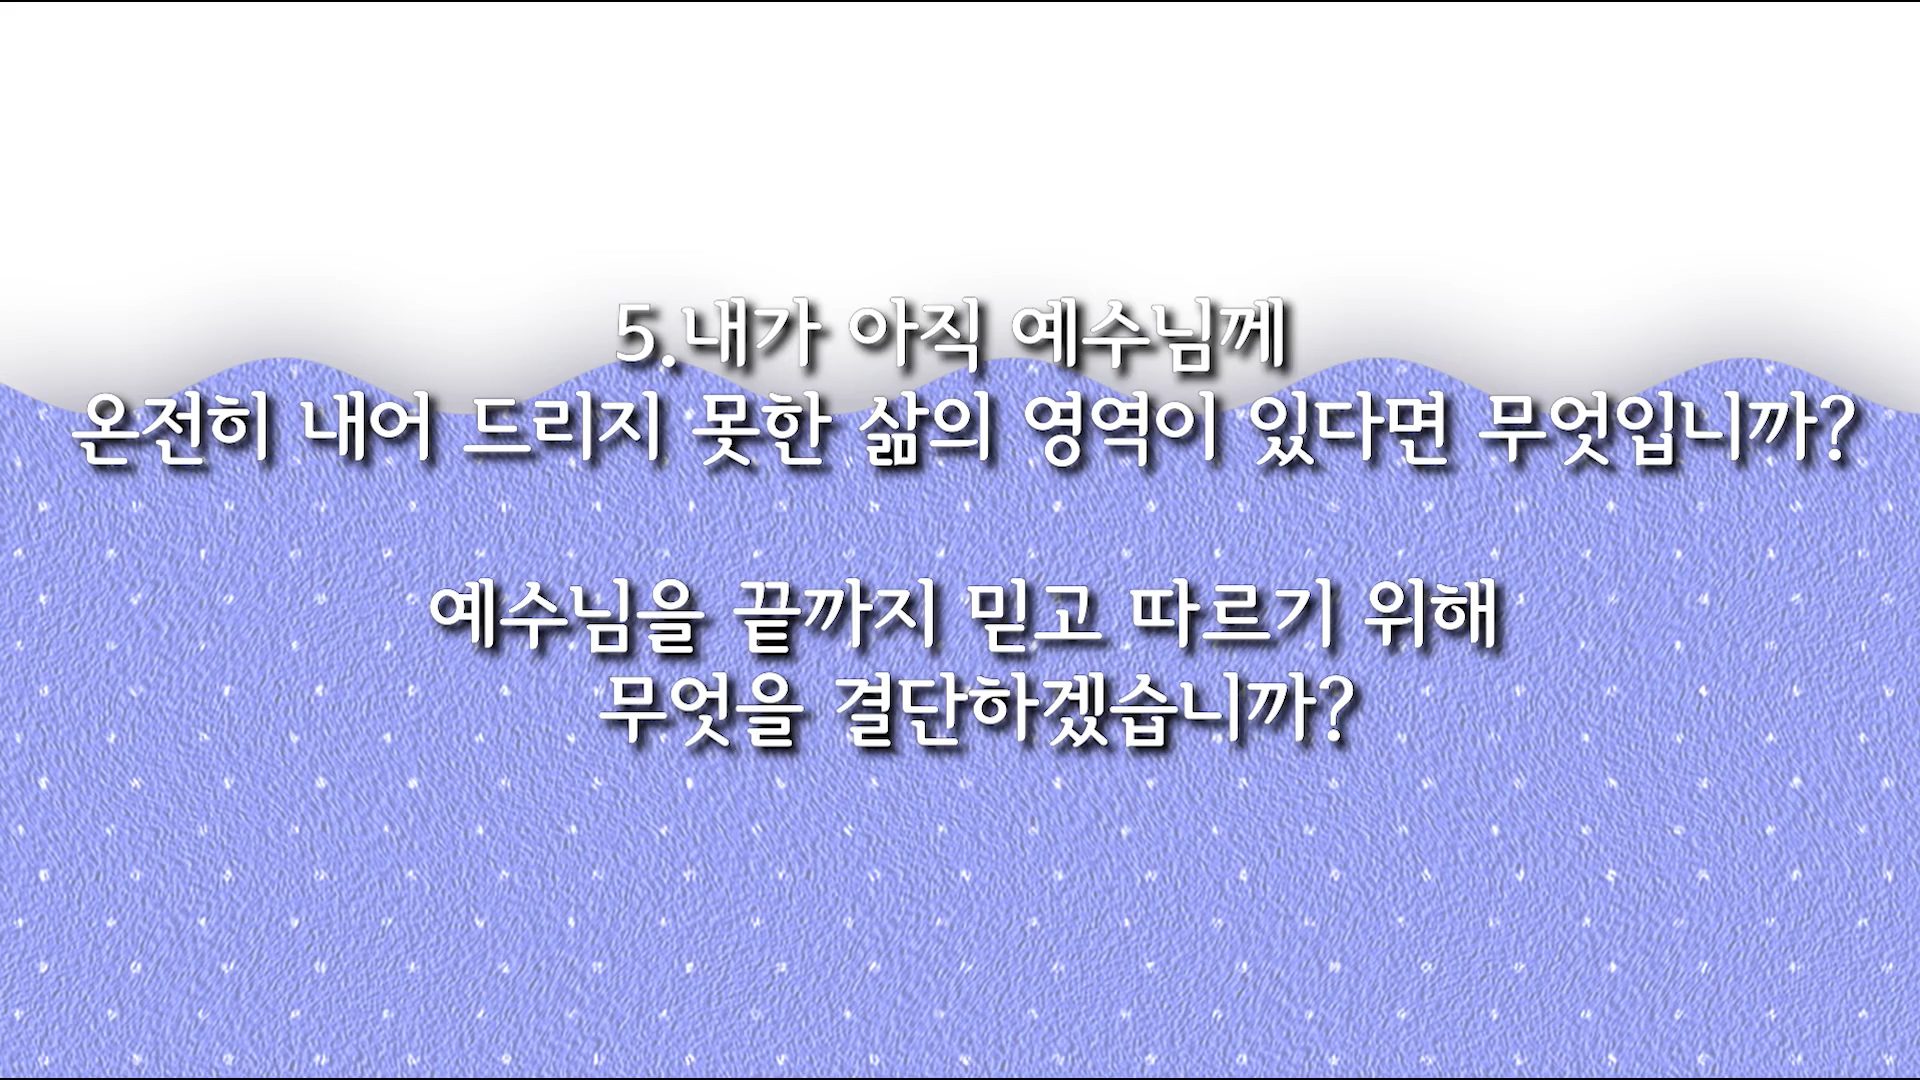 5.내가 아직 예수님께
온전히 내어 드리지 못한 삶의 영역이 있다면 무엇입니까?
예수님을 끝까지 믿고 따르기 위해
무엇을 결단하겠습니까?